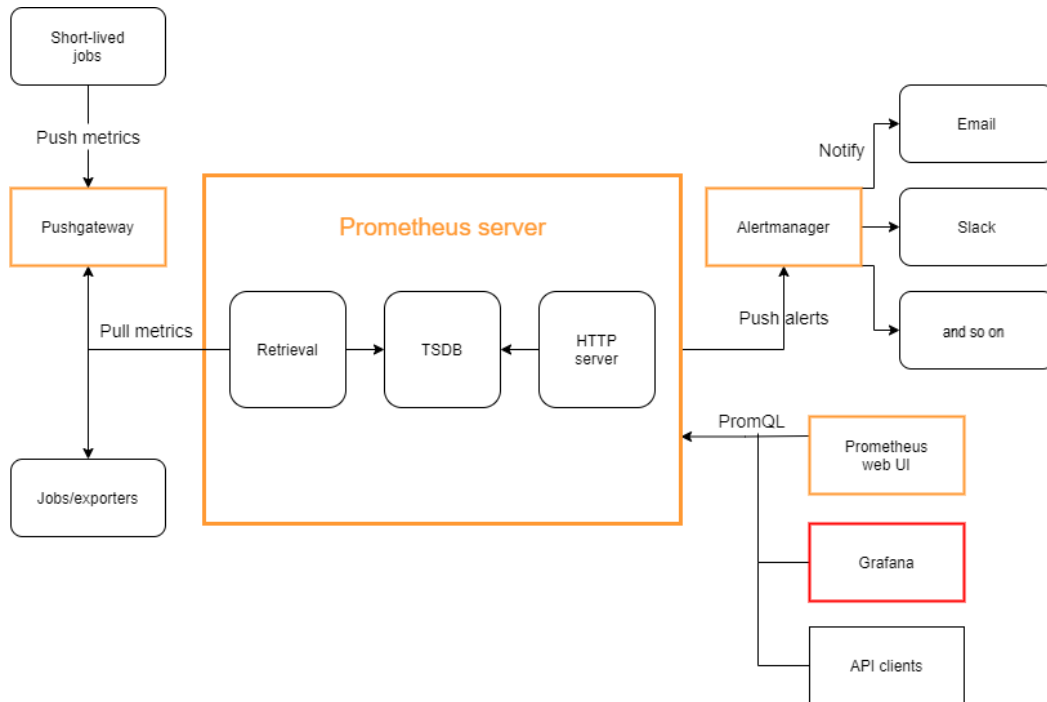 Short-lived
jobs
Push metrics
Pushgateway
Pull metrics
Jobs/exporters
Prometheus server
Retrieval
TSDB
HTTP
server
Alertmanager
Notify
Email
Slack
and so on
Push alerts
PromQL
Prometheus
web UI
Grafana
API clients